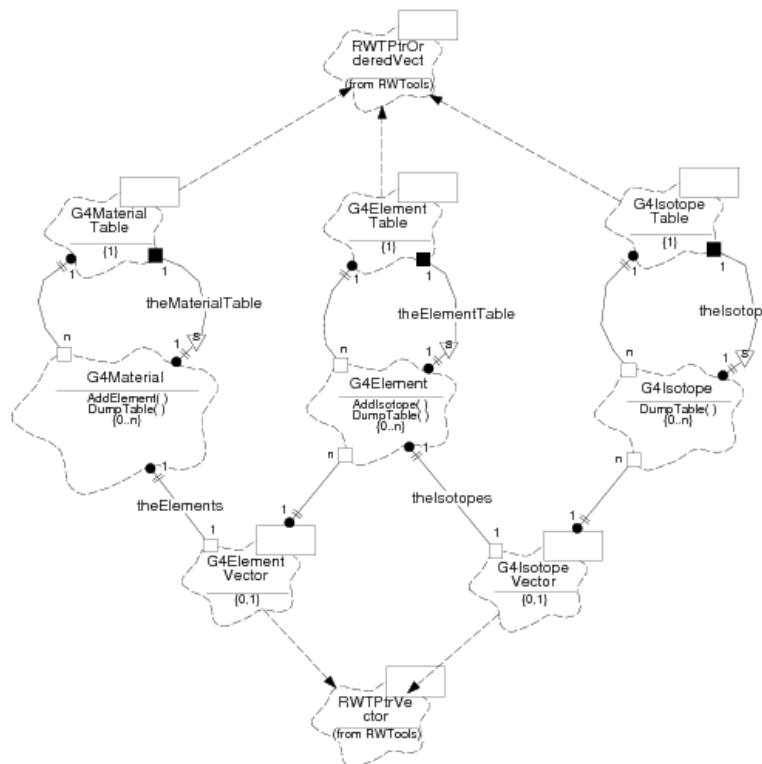 RWTPtrOr
deredVect
(from RWTools)
G4Material
Table
{1}
G4Element
Table
{1}
G4Isotope
Table
{1}
1
1
1
1
1
1
theMaterialTable
theElementTable
theIsotop
n
1
S
n
1
S
n
1
S
G4Material
AddElement( )
DumpTable( )
{0..n}
G4Element
AddIsotope( )
DumpTable( )
{0..n}
G4Isotope
DumpTable( )
{0..n}
1
n
1
n
theElements
theIsotopes
1
1
1
1
G4Element
Vector
{0,1}
G4Isotope
Vector
{0,1}
RWTPtrVe
ctor
(from RWTools)